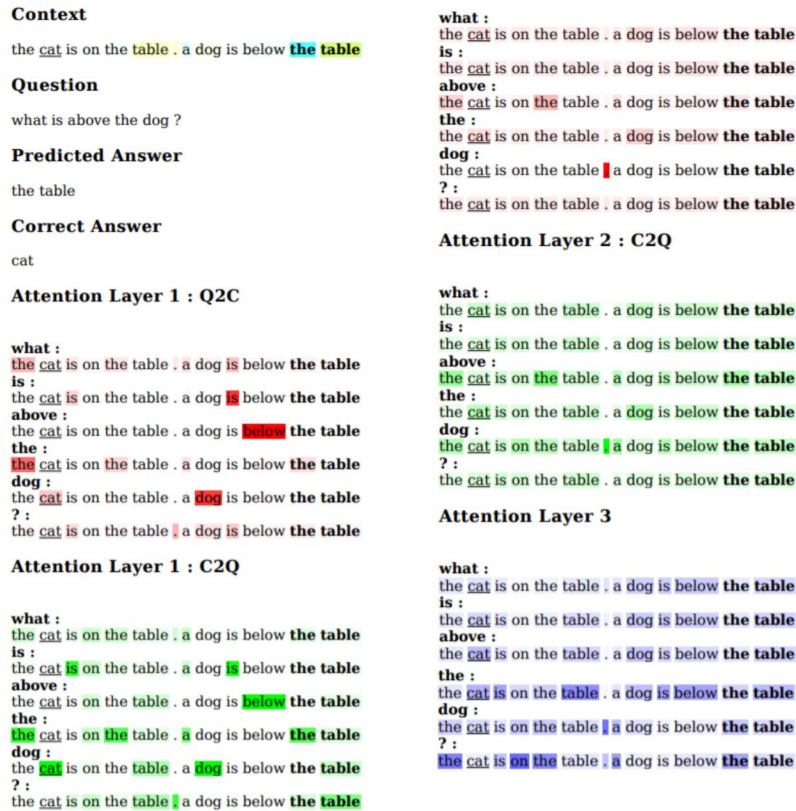 Context
the cat is on the table . a dog is below the table
Question
what is above the dog ?
Predicted Answer
the table
Correct Answer
cat
Attention Layer 1 : Q2C
what :
the cat is on the table . a dog is below the table
is :
the cat is on the table . a dog is below the table
above :
the cat is on the table . a dog is below the table
the :
the cat is on the table . a dog is below the table
dog :
the cat is on the table . a dog is below the table
? :
the cat is on the table . a dog is below the table
Attention Layer 1 : C2Q
what :
the cat is on the table . a dog is below the table
is :
the cat is on the table . a dog is below the table
above :
the cat is on the table . a dog is below the table
the :
the cat is on the table . a dog is below the table
dog :
the cat is on the table . a dog is below the table
? :
the cat is on the table . a dog is below the table
what :
the cat is on the table . a dog is below the table
is :
the cat is on the table . a dog is below the table
above :
the cat is on the table . a dog is below the table
the :
the cat is on the table . a dog is below the table
dog :
the cat is on the table . a dog is below the table
? :
the cat is on the table . a dog is below the table
Attention Layer 2 : C2Q
what :
the cat is on the table . a dog is below the table
is :
the cat is on the table . a dog is below the table
above :
the cat is on the table . a dog is below the table
the :
the cat is on the table . a dog is below the table
dog :
the cat is on the table . a dog is below the table
? :
the cat is on the table . a dog is below the table
Attention Layer 3
what :
the cat is on the table . a dog is below the table
is :
the cat is on the table . a dog is below the table
above :
the cat is on the table . a dog is below the table
the :
the cat is on the table . a dog is below the table
dog :
the cat is on the table . a dog is below the table
? :
the cat is on the table . a dog is below the table